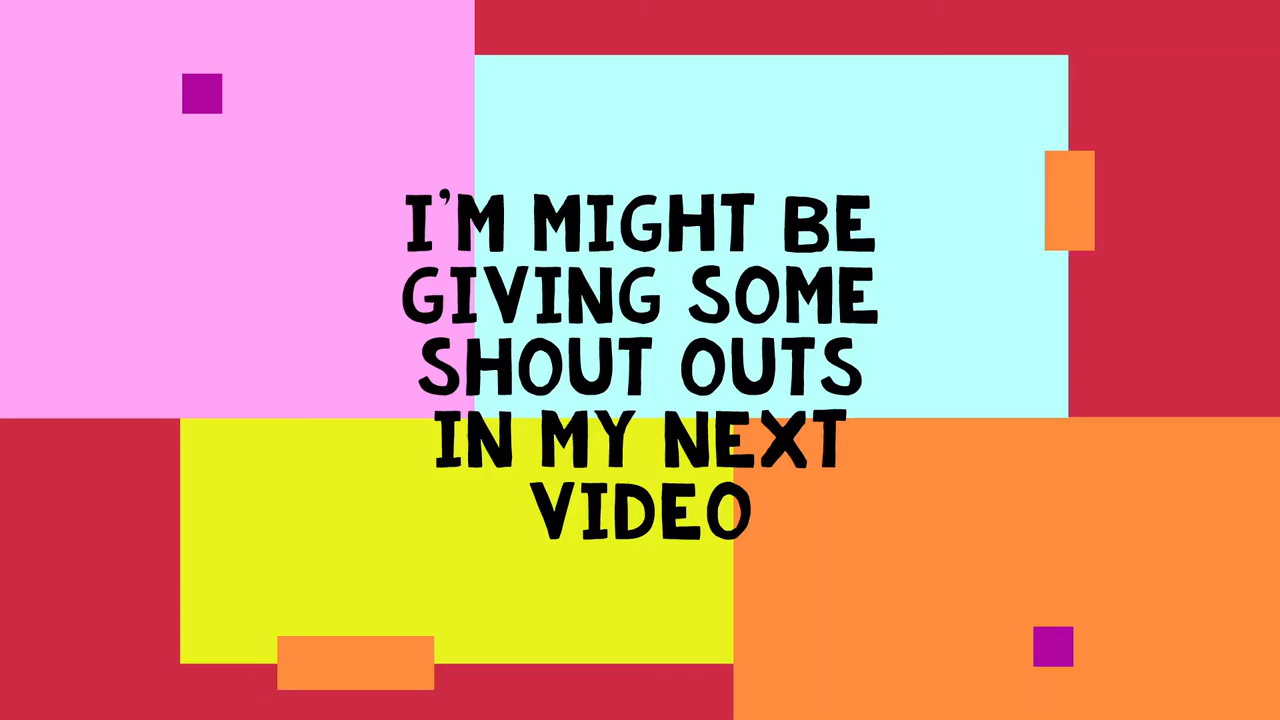 I'M MIGHT BE
GIVING SOME
SHOUT OUTS
IN MY NEXT
VIDEO